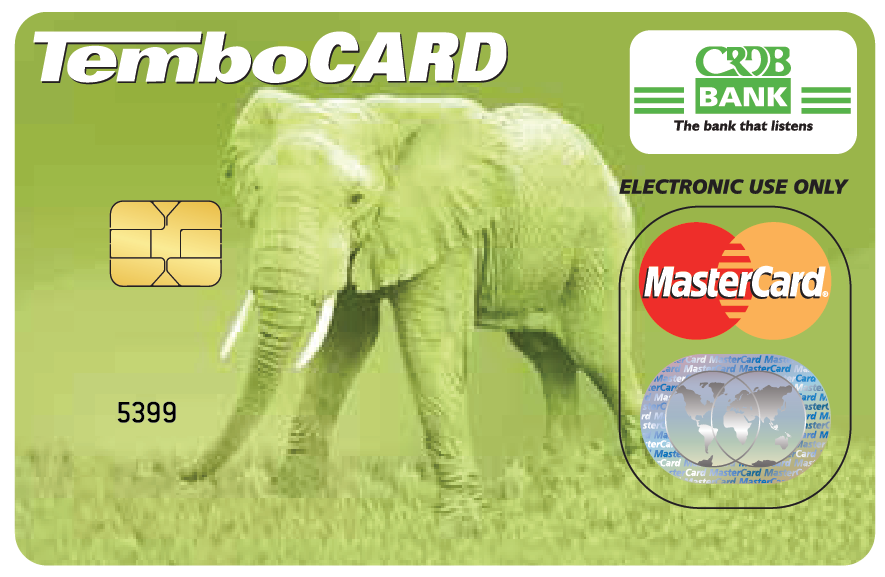 TemboCARD
CRDB
BANK
The bank that listens
ELECTRONIC USE ONLY
MasterCard
5399